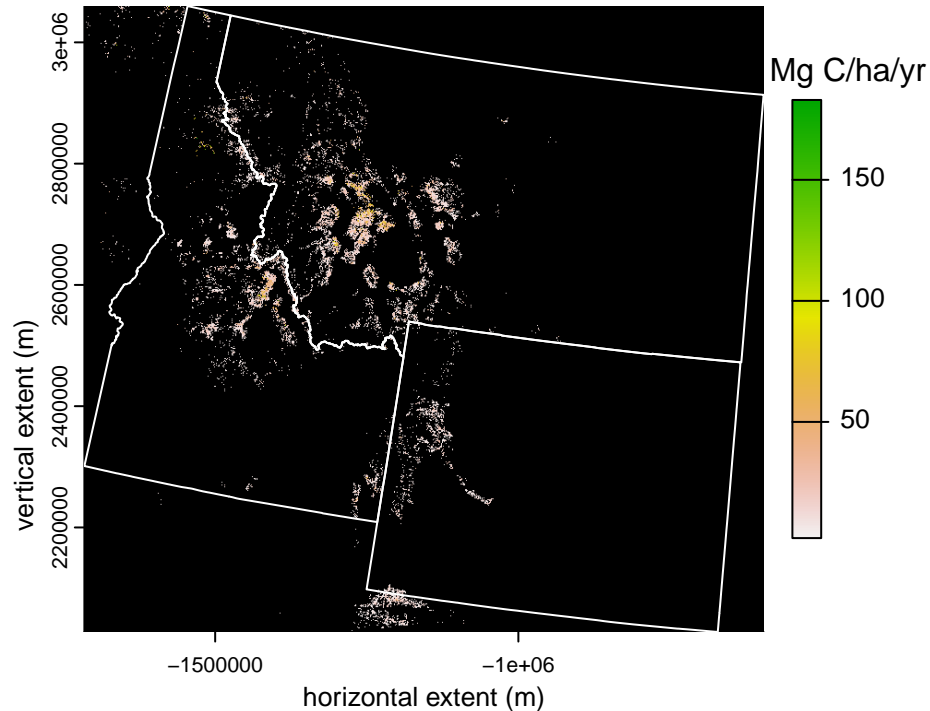 Mg C/ha/yr
150
100
50
3e+06
2800000
2600000
2400000
2200000
vertical extent (m)
−1500000
−1e+06
horizontal extent (m)